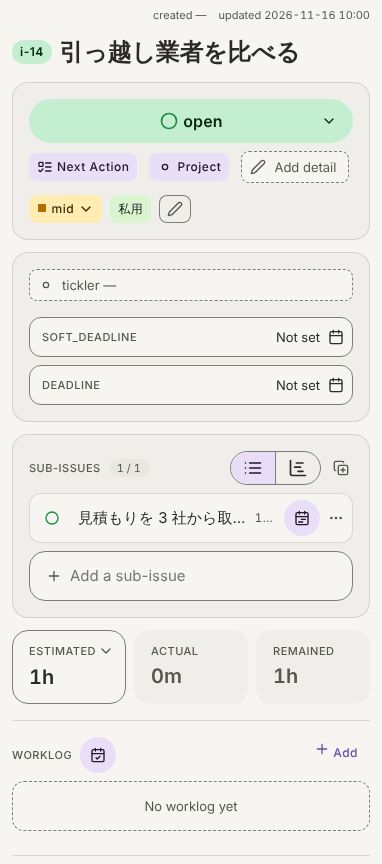 created — updated 2026-11-16 10:00
i-14 引っ越し業者を比べる
open
Next Action Project Add detail
mid 私用
tickler —
SOFT_DEADLINE Not set
DEADLINE Not set
SUB-ISSUES 1 / 1
見積もりを 3 社から取... 1...
Add a sub-issue
ESTIMATED ACTUAL REMAINED
1h 0m 1h
WORKLOG + Add
No worklog yet